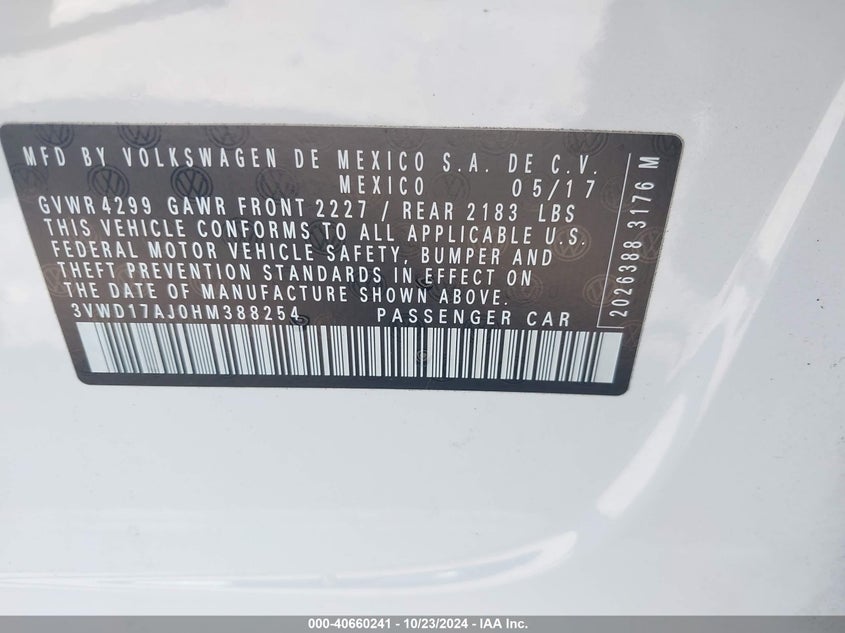 MFD BY VOLKSWAGEN DE MEXICO S.A. DE C.V.
MEXICO 05/17
GVWR 4299 GAWR FRONT 2227 / REAR 2183 LBS
THIS VEHICLE CONFORMS TO ALL APPLICABLE U.S.
FEDERAL MOTOR VEHICLE SAFETY, BUMPER AND
THEFT PREVENTION STANDARDS IN EFFECT ON
THE DATE OF MANUFACTURE SHOWN ABOVE.
3VWD17AJ0HM388254 PASSENGER CAR
2026388 3176 M
000-40660241 - 10/23/2024 - IAA Inc.